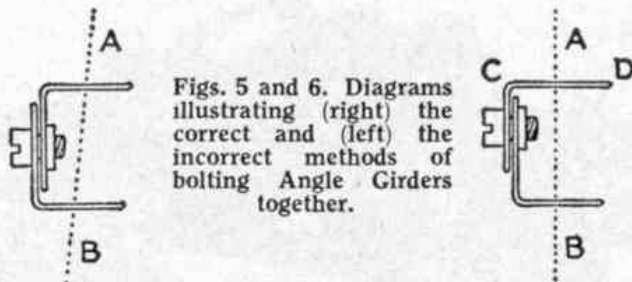 A
B
Figs. 5 and 6. Diagrams
illustrating (right) the
correct and (left) the
incorrect methods of
bolting Angle Girders
together.
A
C
D
B